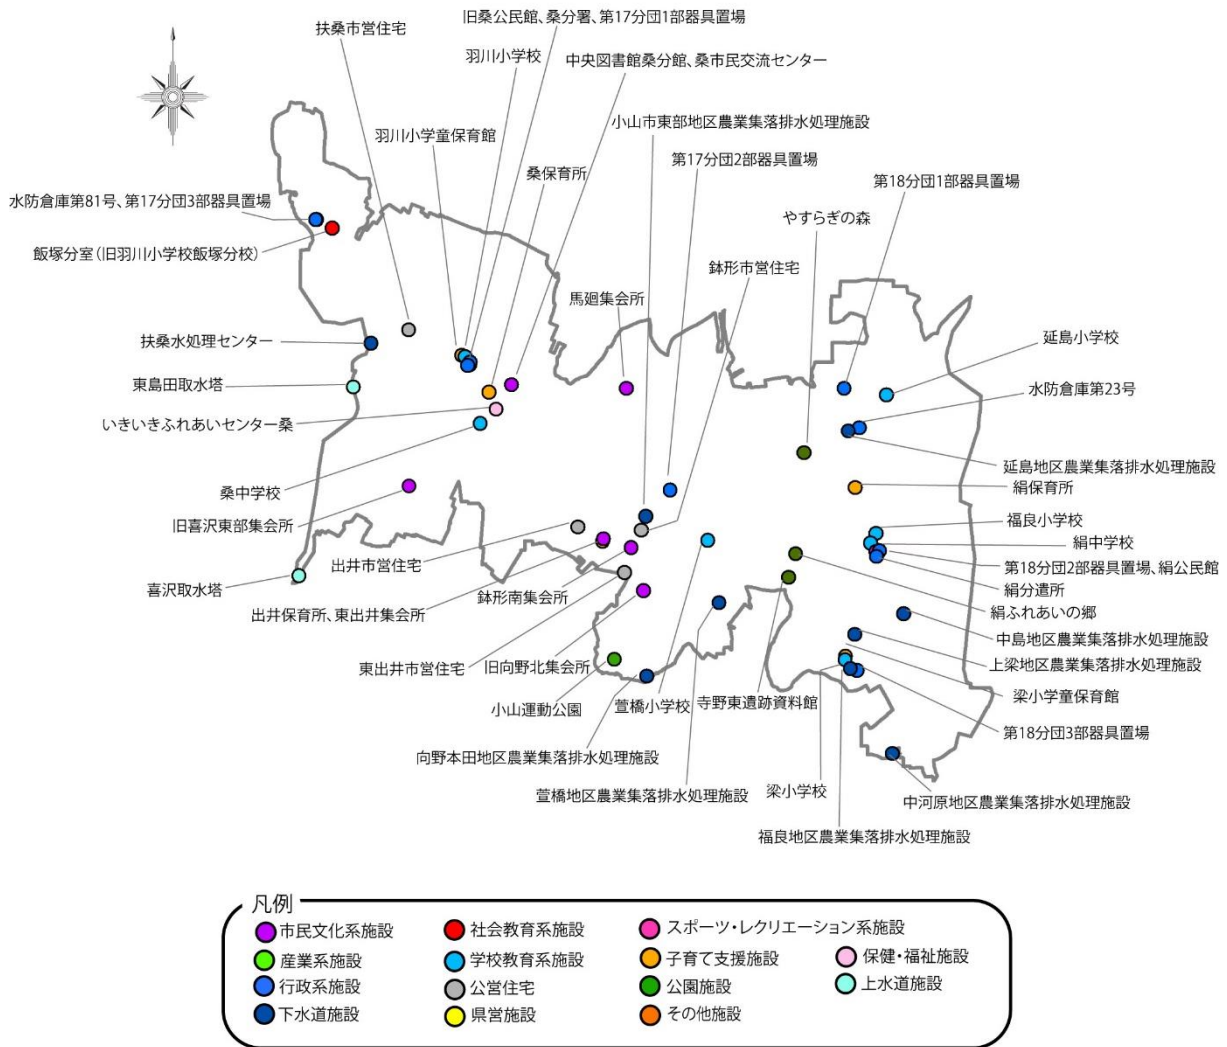 旧桑公民館、桑分署、第17分団1部器具置場
扶桑市営住宅
羽川小学校
中央図書館桑分館、桑市民交流センター
小山市東部地区農業集落排水処理施設
羽川小学童保育館
第17分団2部器具置場
桑保育所
第18分団1部器具置場
水防倉庫第81号、第17分団3部器具置場
やすらぎの森
飯塚分室(旧羽川小学校飯塚分校)
鉢形市営住宅
馬廻集会所
扶桑水処理センター
延島小学校
東島田取水塔
水防倉庫第23号
いきいきふれあいセンター桑
延島地区農業集落排水処理施設
絹保育所
桑中学校
旧喜沢東部集会所
福良小学校
絹中学校
出井市営住宅
第18分団2部器具置場、絹公民館
喜沢取水塔
鉢形南集会所
絹分遣所
出井保育所、東出井集会所
絹ふれあいの郷
中島地区農業集落排水処理施設
東出井市営住宅
旧向野北集会所
上梁地区農業集落排水処理施設
梁小学童保育館
小山運動公園
萱橋小学校
寺野東遺跡資料館
第18分団3部器具置場
向野本田地区農業集落排水処理施設
萱橋地区農業集落排水処理施設
梁小学校
中河原地区農業集落排水処理施設
福良地区農業集落排水処理施設
凡例
市民文化系施設
社会教育系施設
スポーツ・レクリエーション系施設
産業系施設
学校教育系施設
子育て支援施設
保健・福祉施設
行政系施設
公営住宅
公園施設
上水道施設
下水道施設
県営施設
その他施設